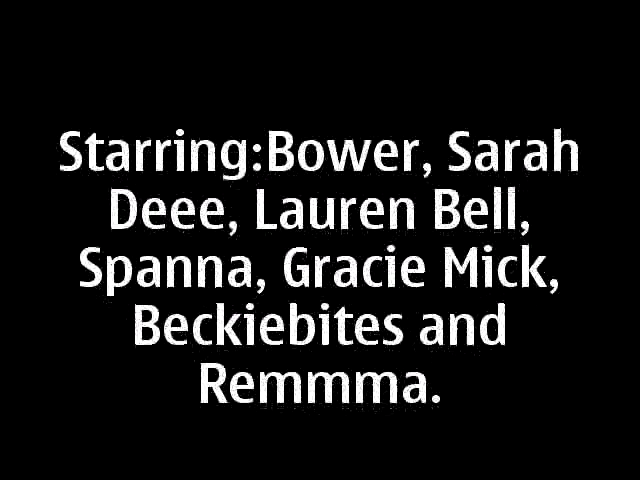 Starring:Bower, Sarah
Deee, Lauren Bell,
Spanna, Gracie Mick,
Beckiebites and
Remmma.